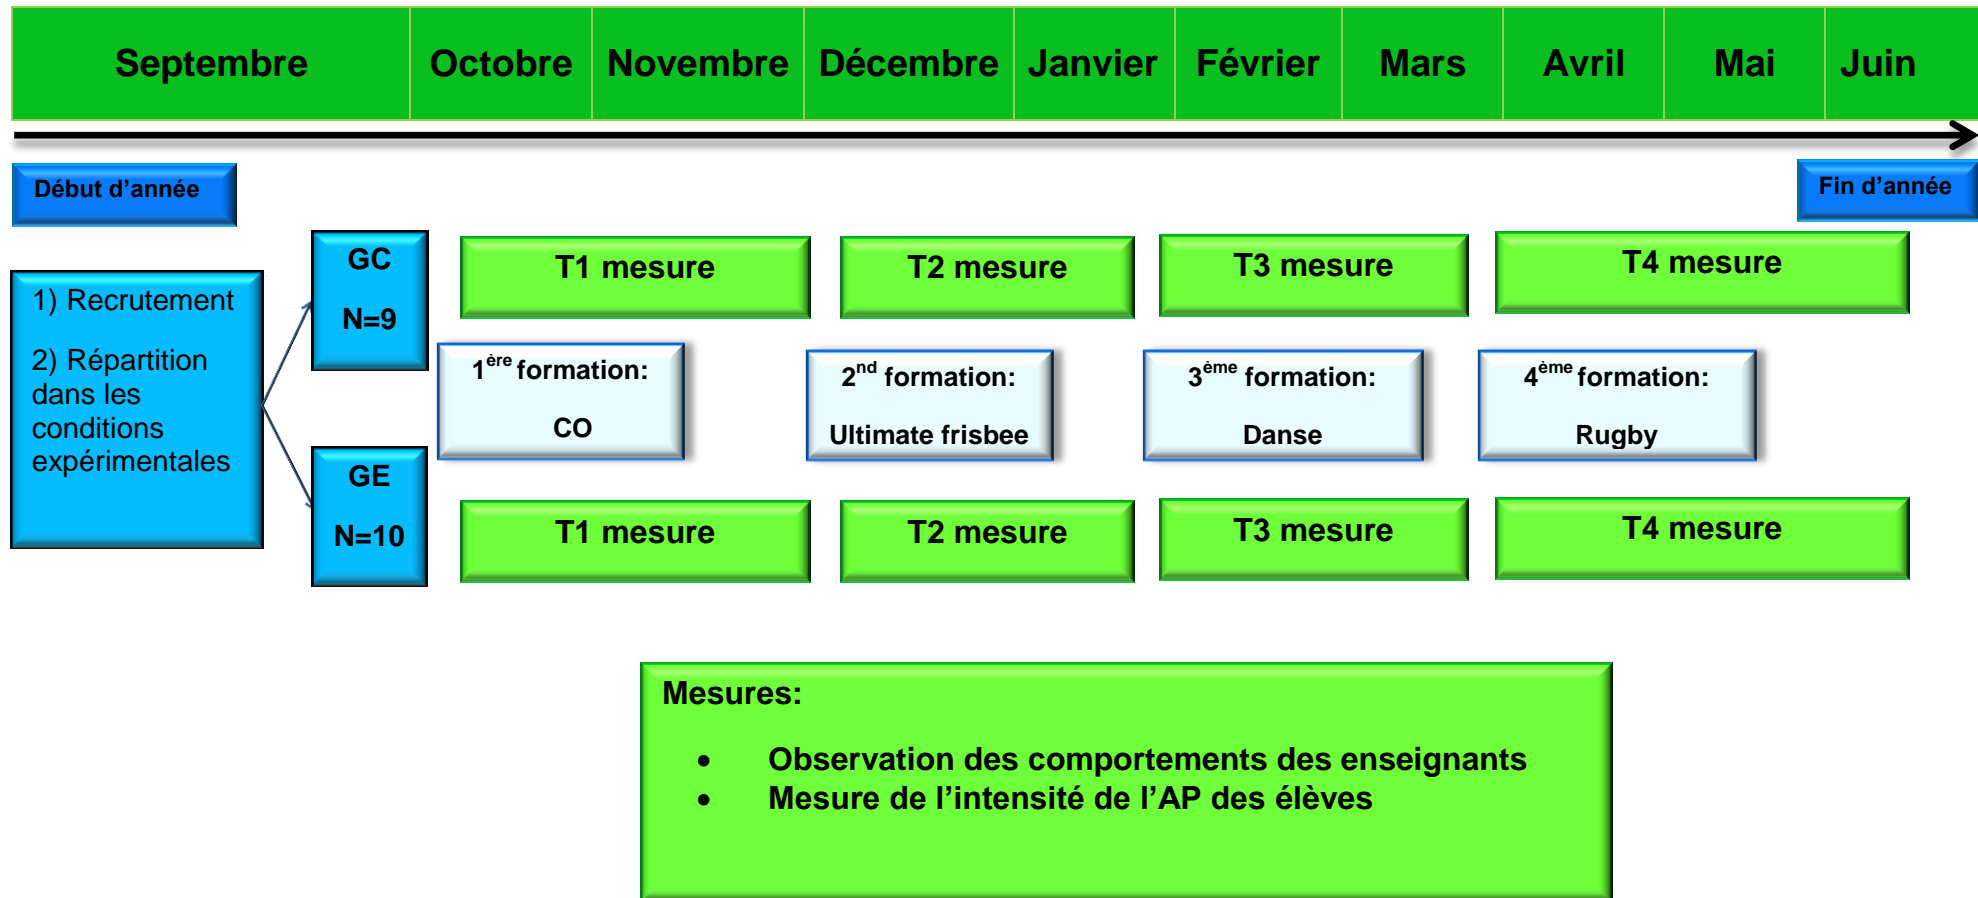 Septembre Octobre Novembre Décembre Janvier Février Mars Avril Mai Juin
Début d'année
Fin d'année
1) Recrutement
2) Répartition
dans les
conditions
expérimentales
GC
N=9
T1 mesure
T2 mesure
T3 mesure
T4 mesure
1ère formation:
CO
2nd formation:
Ultimate frisbee
3ème formation:
Danse
4ème formation:
Rugby
GE
N=10
T1 mesure
T2 mesure
T3 mesure
T4 mesure
Mesures:
• Observation des comportements des enseignants
• Mesure de l'intensité de l'AP des élèves